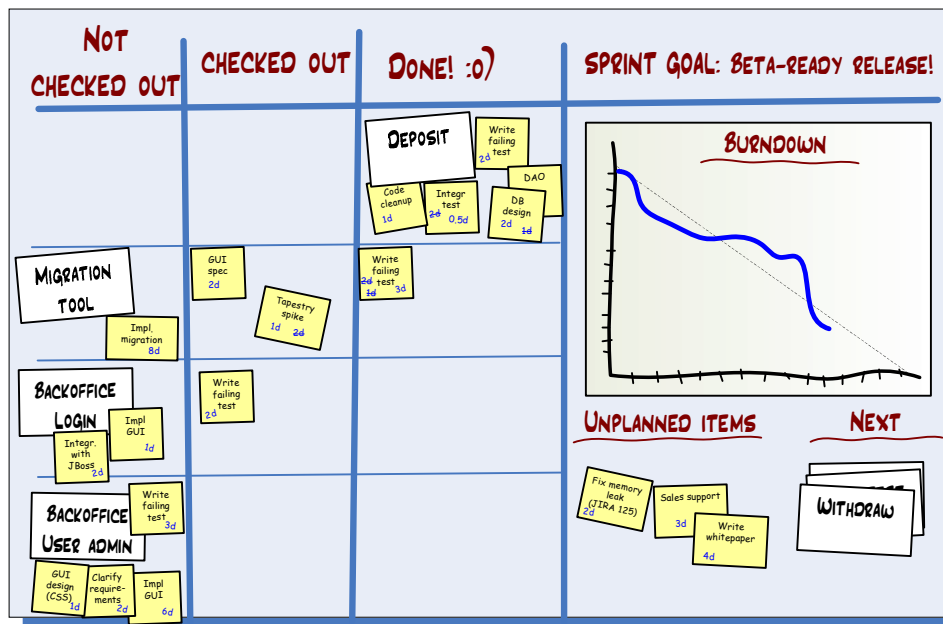 NOT
CHECKED OUT
CHECKED OUT
DONE! :o)
SPRINT GOAL: BETA-READY RELEASE!
DEPOSIT
Write
failing
test
2d
Code
cleanup
1d
Integr
test
2d 0.5d
DAO
DB
design
2d
1d
MIGRATION
TOOL
Impl.
migration
8d
GUI
spec
2d
Tapestry
spike
1d 2d
Write
failing
test
2d
1d 3d
BACKOFFICE
LOGIN
Impl
GUI
1d
Integr.
with
JBoss
2d
Write
failing
test
2d
BACKOFFICE
USER ADMIN
Write
failing
test
3d
GUI
design
(CSS)
1d
Clarify
require-
ments
2d
Impl
GUI
6d
BURNDOWN
UNPLANNED ITEMS
NEXT
Fix memory
leak
(JIRA 125)
2d
Sales support
3d
Write
whitepaper
4d
WITHDRAW